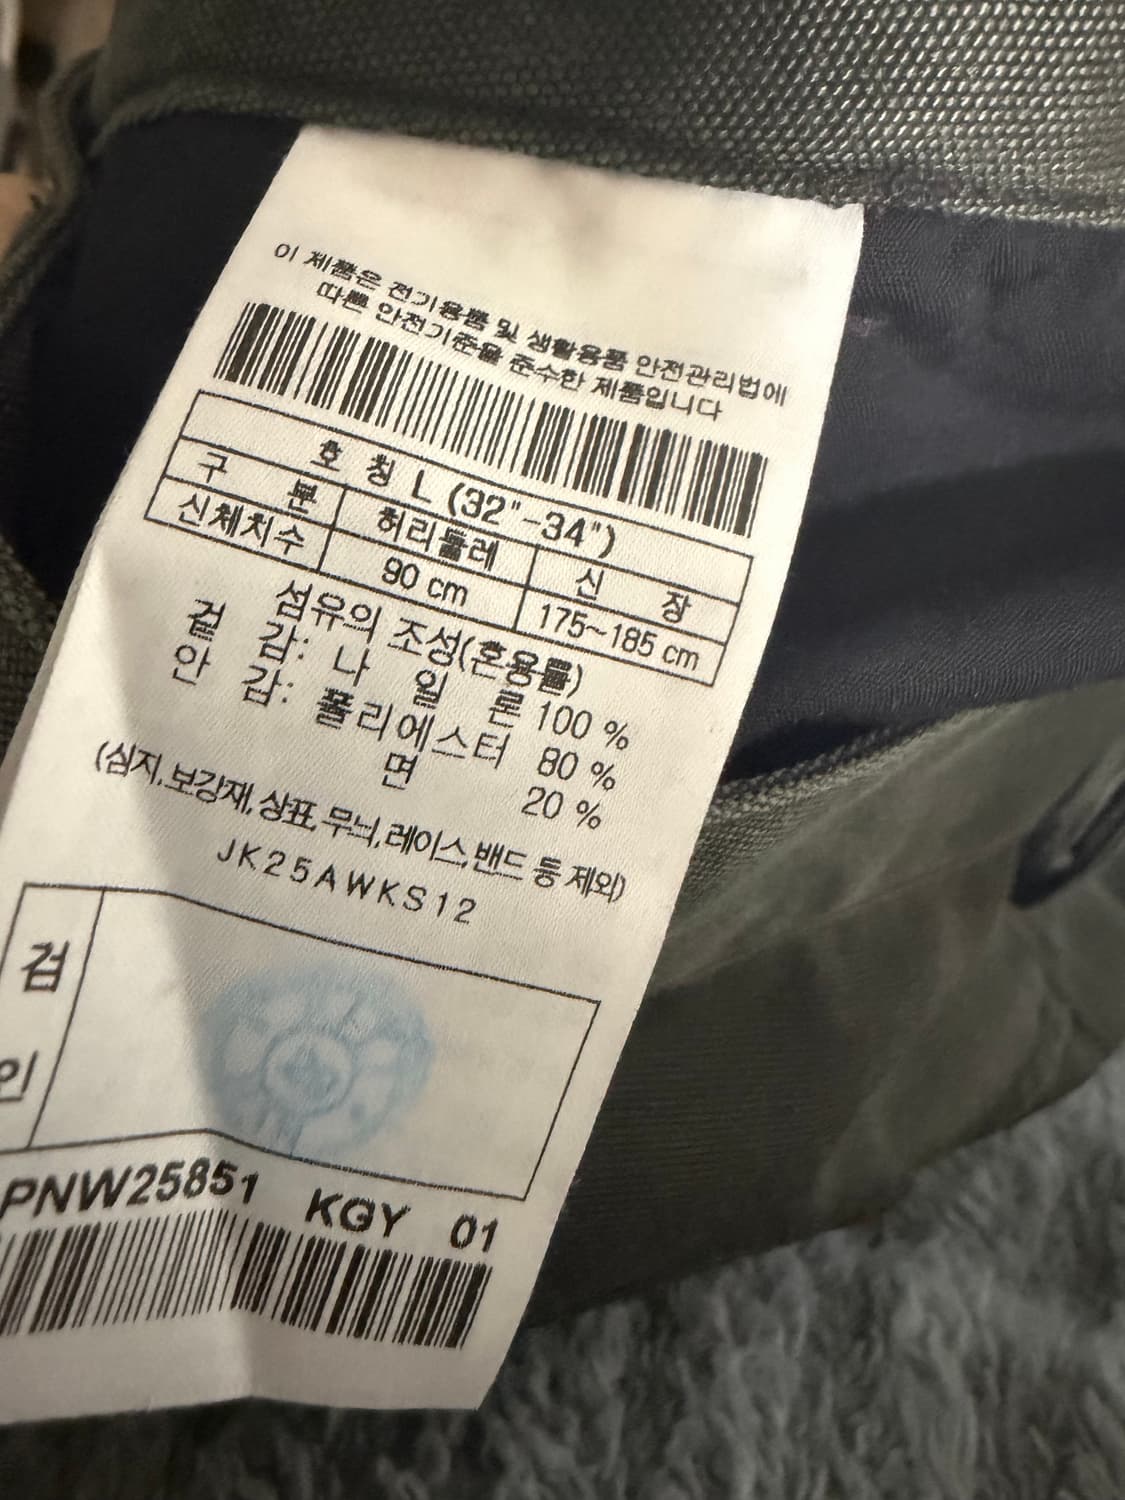 이 제품은 전기용품 및 생활용품 안전관리법에
따른 안전기준을 준수한 제품입니다
호 칭 L (32"-34")
구 분 허리둘레 신 장
신체치수 90 cm 175~185 cm
섬유의 조성(혼용률)
겉 감: 나 일 론 100 %
안 감: 폴리에스터 80 %
면 20 %
(심지,보강재,상표,무늬,레이스,밴드 등 제외)
JK25AWKS12
검
인
PNW25851 KGY 01